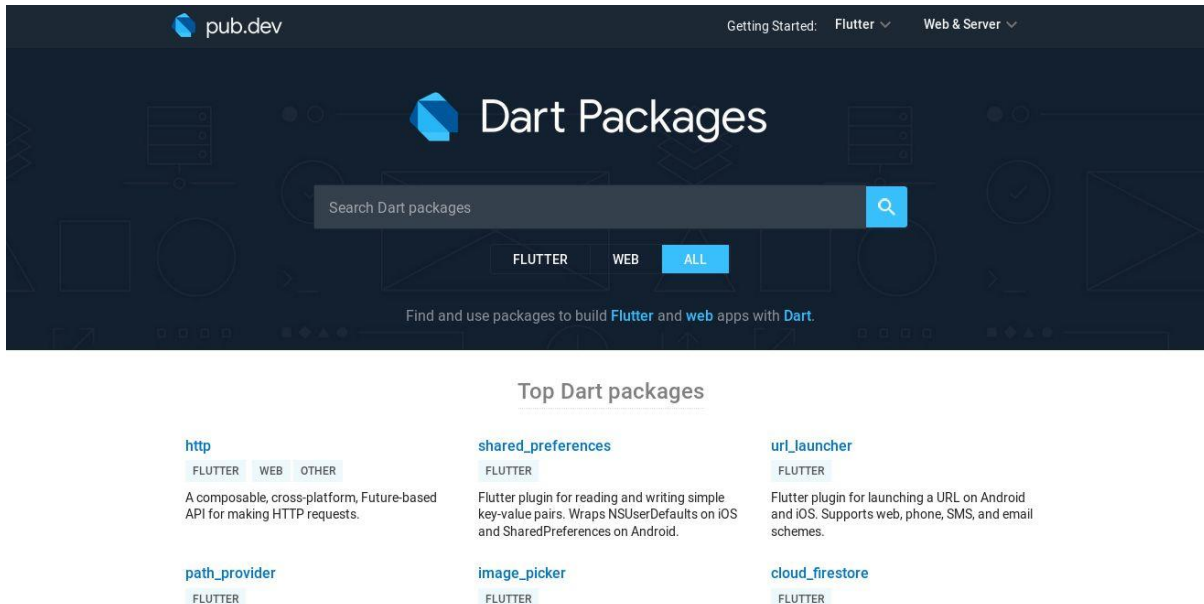 pub.dev
Getting Started: Flutter Web & Server
Dart Packages
Search Dart packages
FLUTTER WEB ALL
Find and use packages to build Flutter and web apps with Dart.
Top Dart packages
http
FLUTTER WEB OTHER
A composable, cross-platform, Future-based
API for making HTTP requests.
shared_preferences
FLUTTER
Flutter plugin for reading and writing simple
key-value pairs. Wraps NSUserDefaults on iOS
and SharedPreferences on Android.
url_launcher
FLUTTER
Flutter plugin for launching a URL on Android
and iOS. Supports web, phone, SMS, and email
schemes.
path_provider
FLUTTER
image_picker
FLUTTER
cloud_firestore
FLUTTER